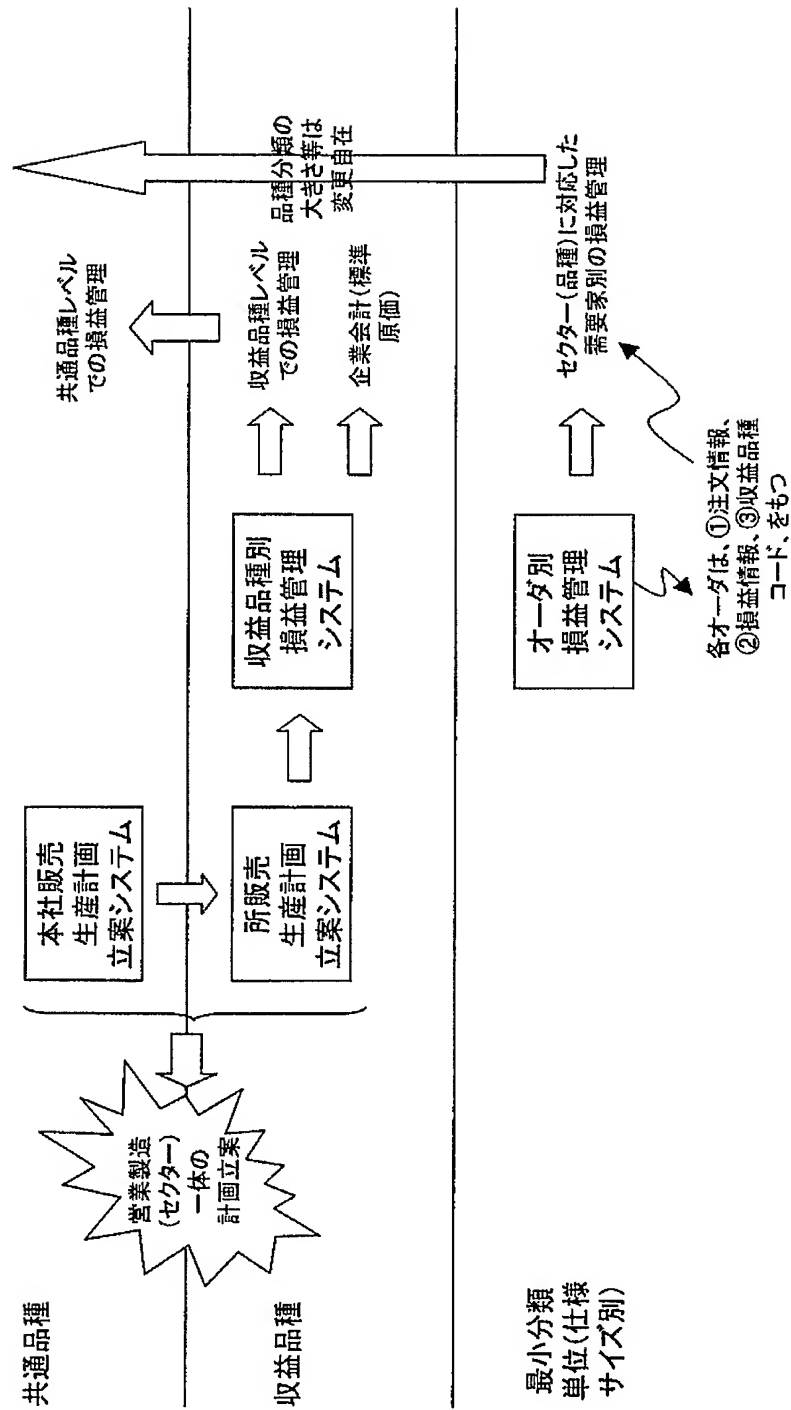 共通品種
収益品種
最小分類
単位(仕様
サイズ別)
営業製造
(セクター)
一体の
計画立案
本社販売
生産計画
立案システム
所販売
生産計画
立案システム
収益品種別
損益管理
システム
オーダ別
損益管理
システム
共通品種レベル
での損益管理
収益品種レベル
での損益管理
企業会計(標準
原価)
品種分類の
大きさ等は
変更自在
セクター(品種)に対応した
需要家別の損益管理
各オーダは、①注文情報、
②損益情報、③収益品種
コード、をもつ